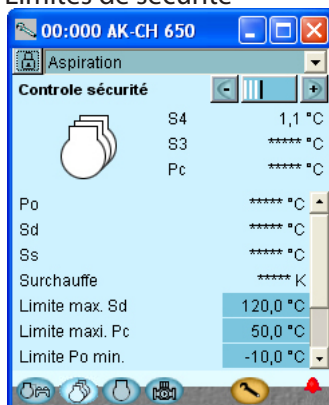 Limites de sécurité
00:000 AK-CH 650
Aspiration
Controle sécurité
S4 1,1 °C
S3 ***** °C
Pc ***** °C
Po ***** °C
Sd ***** °C
Ss ***** °C
Surchauffe ***** K
Limite max. Sd 120,0 °C
Limite maxi. Pc 50,0 °C
Limite Po min. -10,0 °C